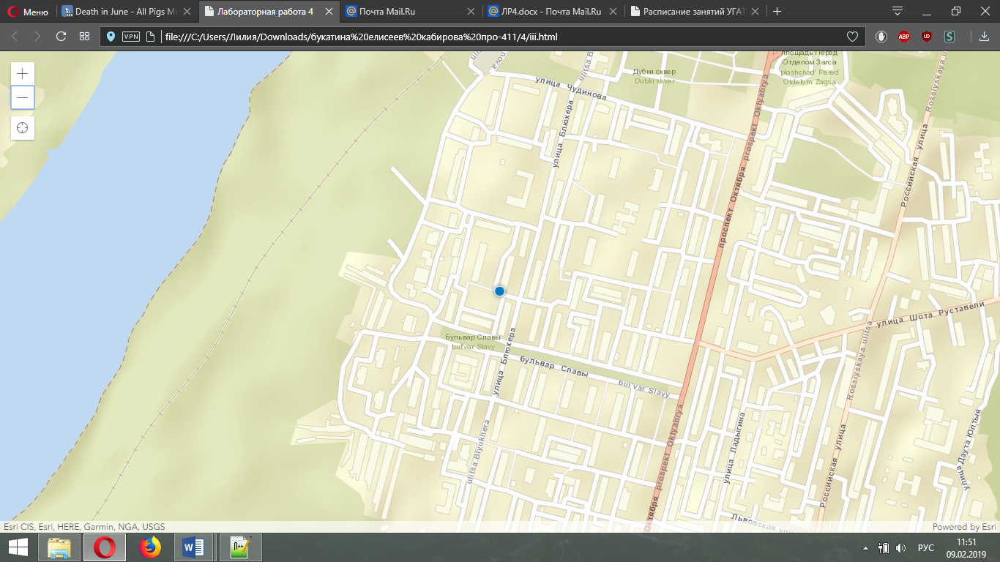 Меню
Death in June - All Pigs Mu
Лабораторная работа 4
Почта Mail.Ru
ЛР4.docx - Почта Mail.Ru
Расписание занятий УГАТ
VPN
file:///C:/Users/Лилия/Downloads/букатина%20елисеев%20кабирова%20про-411/4/iii.html
ABP
S
площадь Перед
Отделом Загса
ploshchad' Pered
Otdelom Zagsa
Дубки сквер
Dubki skver
улица Чудинова
ulitsa B
улица Блюхера
prospekt Oktyabrya
проспект Октября
Rossiyskaya u
Российская улица
улица Шота Руставели
Rossiyskaya ulitsa
бульвар Славы
bul'var Slavy
улица Блюхера
бульвар Славы
bul'var Slavy
ulitsa Blyukhera
prospekt Oktyabrya
Октября
улица Ладыгина
Российская улица
улица Даута Юлтыя
Львовская ули
Esri CIS, Esri, HERE, Garmin, NGA, USGS
Powered by Esri
РУС
11:51
09.02.2019